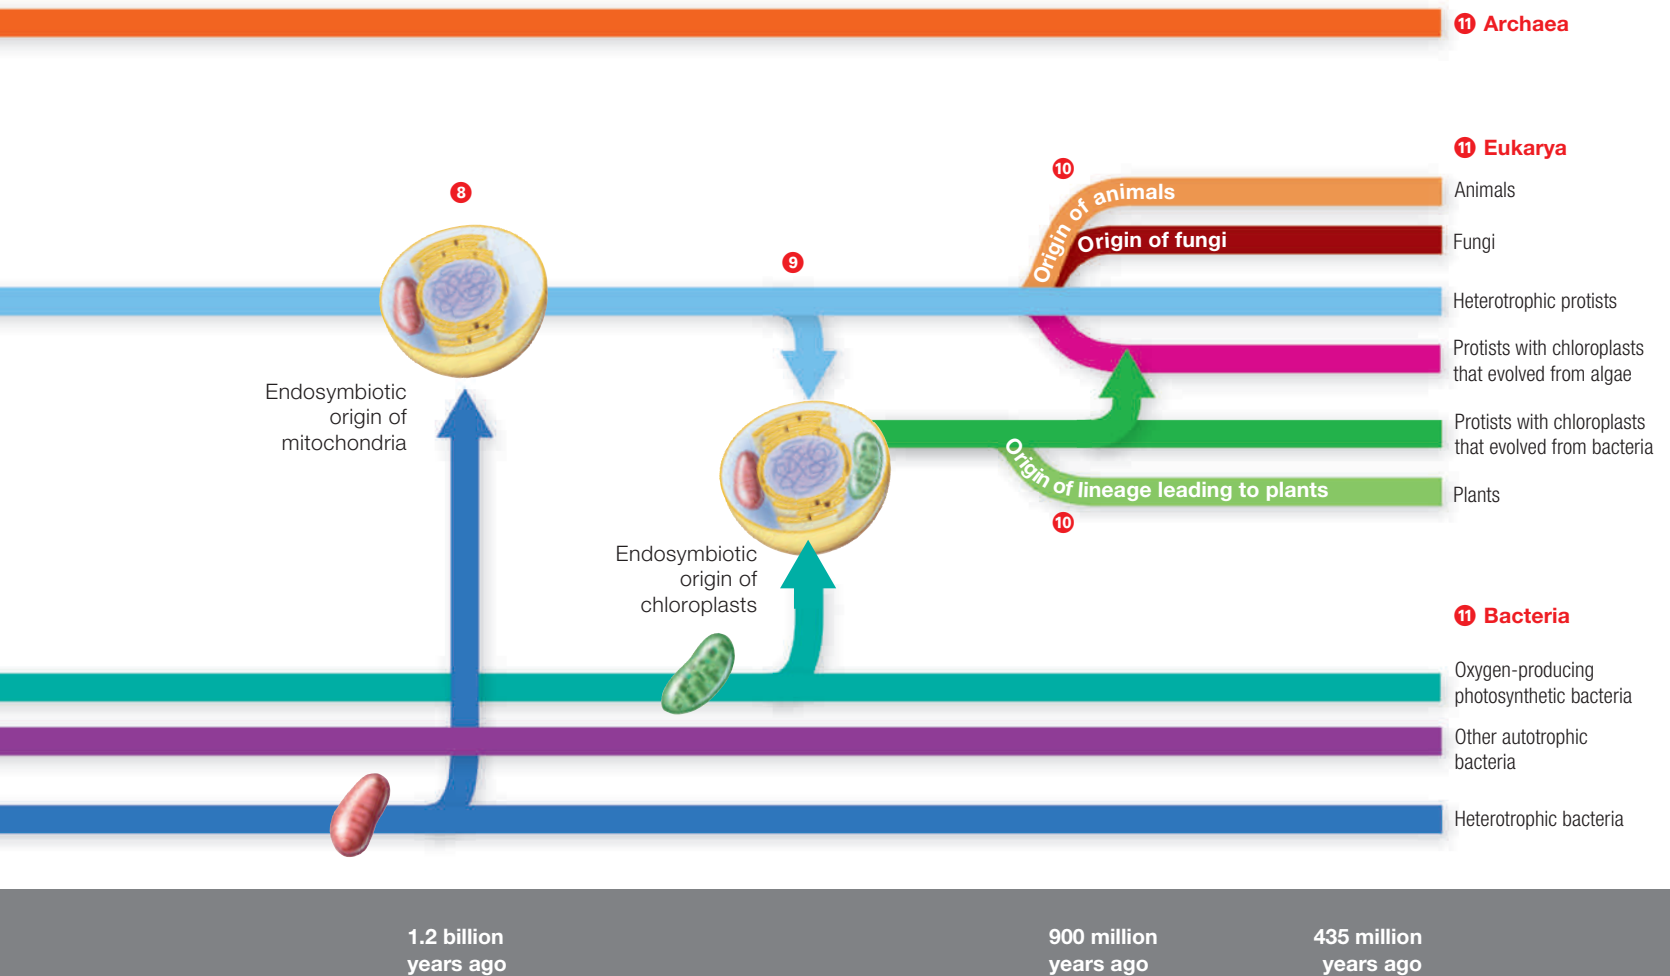 11 Archaea
11 Eukarya
10
Origin of animals
Animals
8
Origin of fungi
Fungi
9
Heterotrophic protists
Protists with chloroplasts
that evolved from algae
Endosymbiotic
origin of
mitochondria
Protists with chloroplasts
that evolved from bacteria
Origin of lineage leading to plants
Plants
10
Endosymbiotic
origin of
chloroplasts
11 Bacteria
Oxygen-producing
photosynthetic bacteria
Other autotrophic
bacteria
Heterotrophic bacteria
1.2 billion
years ago
900 million
years ago
435 million
years ago